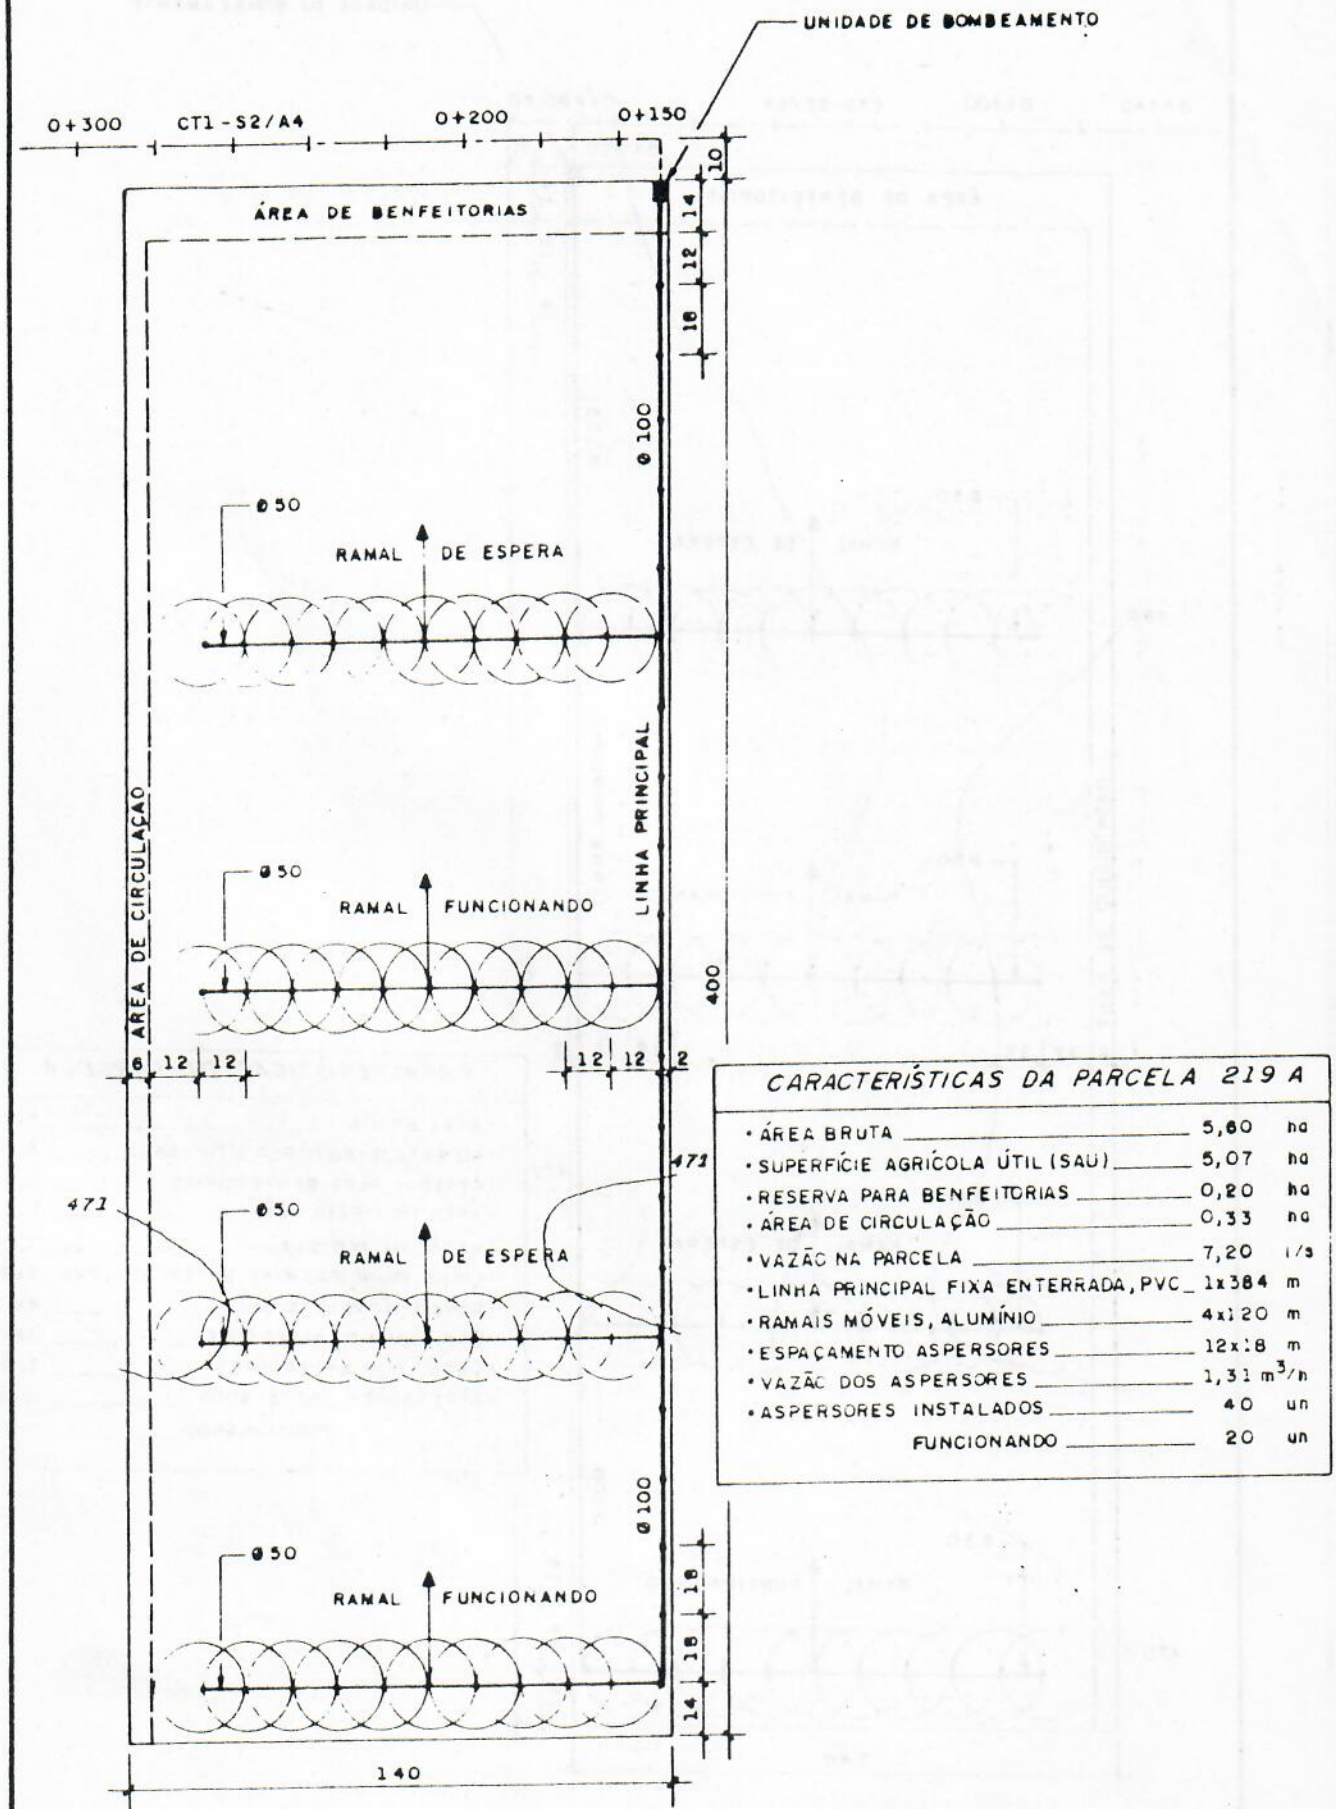 UNIDADE DE BOMBEAMENTO
0+300 CT1-S2/A4 0+200 0+150
10
ÁREA DE BENFEITORIAS
14
12
18
Ø 100
Ø 50
RAMAL DE ESPERA
LINHA PRINCIPAL
ÁREA DE CIRCULAÇÃO
Ø 50
RAMAL FUNCIONANDO
400
6 12 12 12 12 2
CARACTERÍSTICAS DA PARCELA 219 A
• ÁREA BRUTA 5,60 ha
• SUPERFÍCIE AGRÍCOLA ÚTIL (SAU) 5,07 ha
• RESERVA PARA BENFEITORIAS 0,20 ha
• ÁREA DE CIRCULAÇÃO 0,33 ha
• VAZÃO NA PARCELA 7,20 l/s
• LINHA PRINCIPAL FIXA ENTERRADA, PVC 1x384 m
• RAMAIS MÓVEIS, ALUMÍNIO 4x120 m
• ESPAÇAMENTO ASPERSORES 12x18 m
• VAZÃO DOS ASPERSORES 1,31 m³/h
• ASPERSORES INSTALADOS 40 un
FUNCIONANDO 20 un
471
471
Ø 50
RAMAL DE ESPERA
Ø 100
Ø 50
RAMAL FUNCIONANDO
18
18
14
140